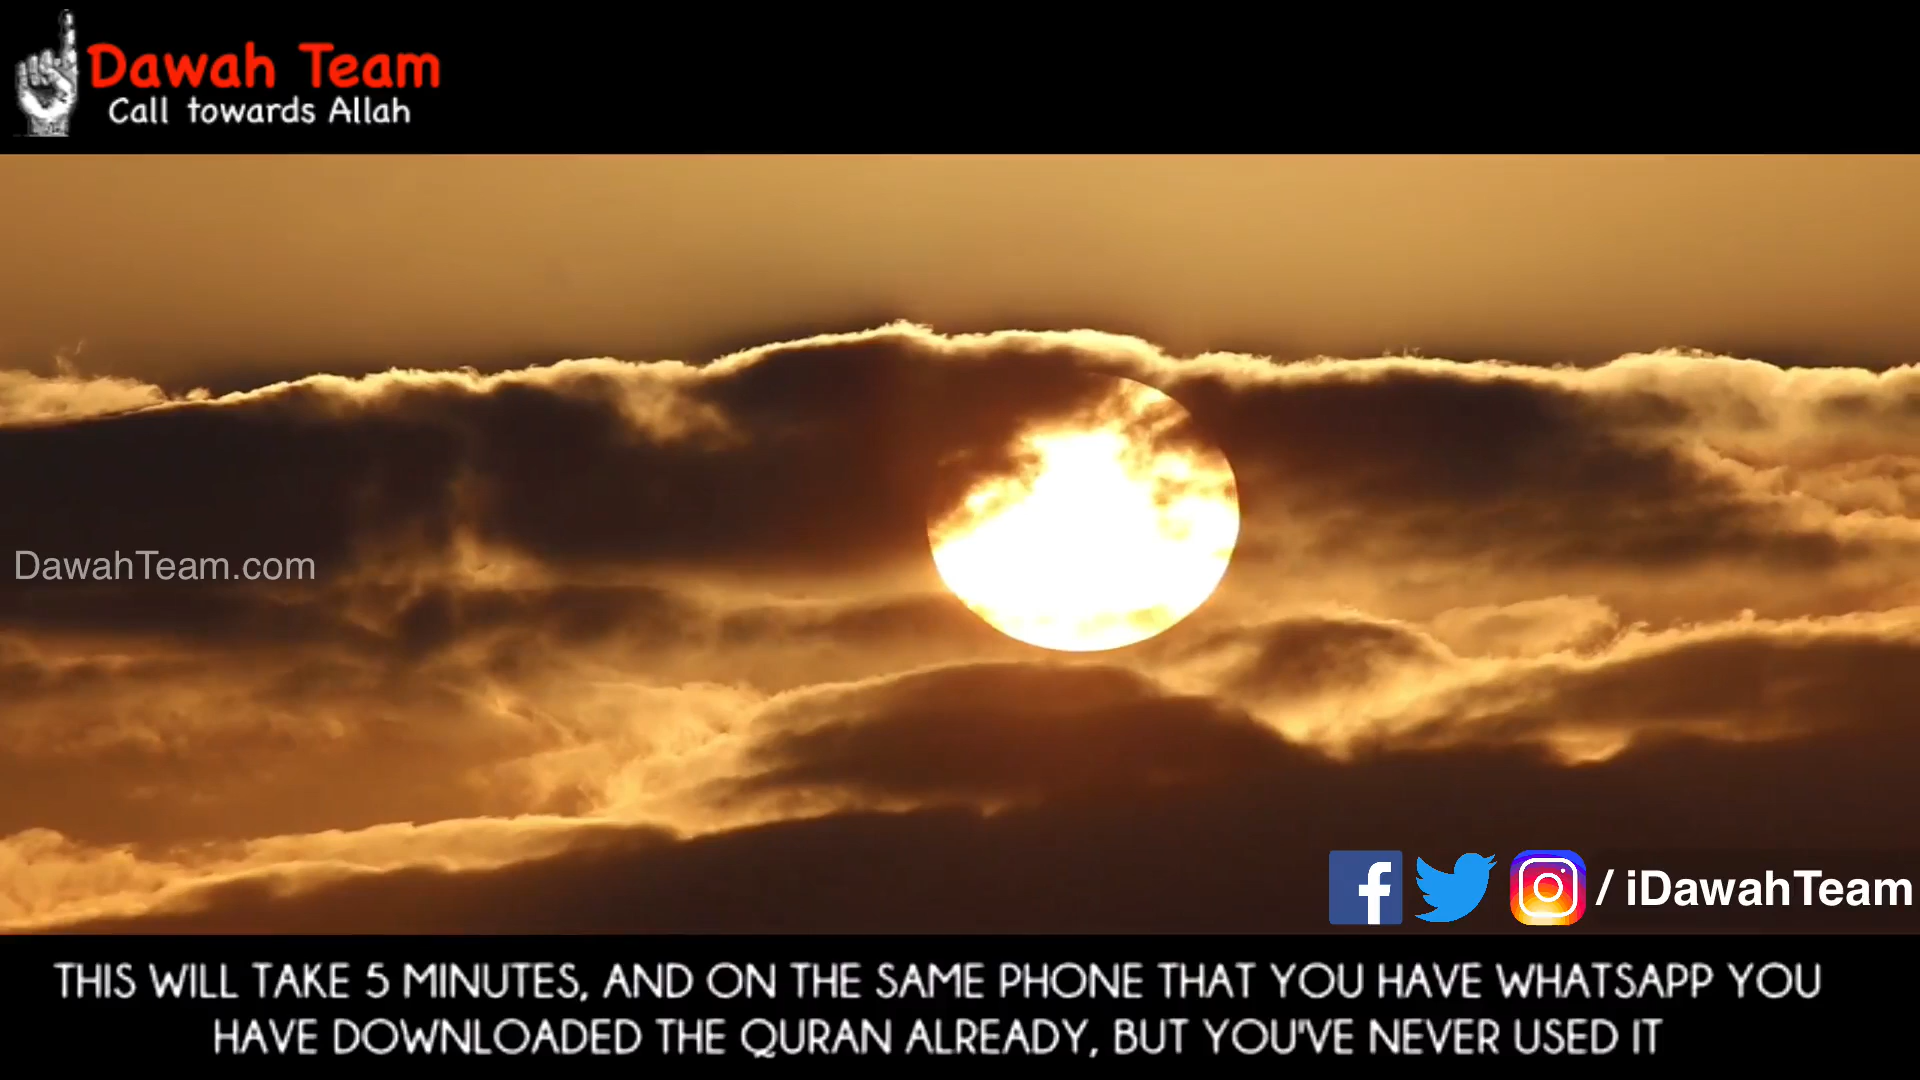 Dawah Team
Call towards Allah
DawahTeam.com
/ iDawahTeam
THIS WILL TAKE 5 MINUTES, AND ON THE SAME PHONE THAT YOU HAVE WHATSAPP YOU
HAVE DOWNLOADED THE QURAN ALREADY, BUT YOU'VE NEVER USED IT